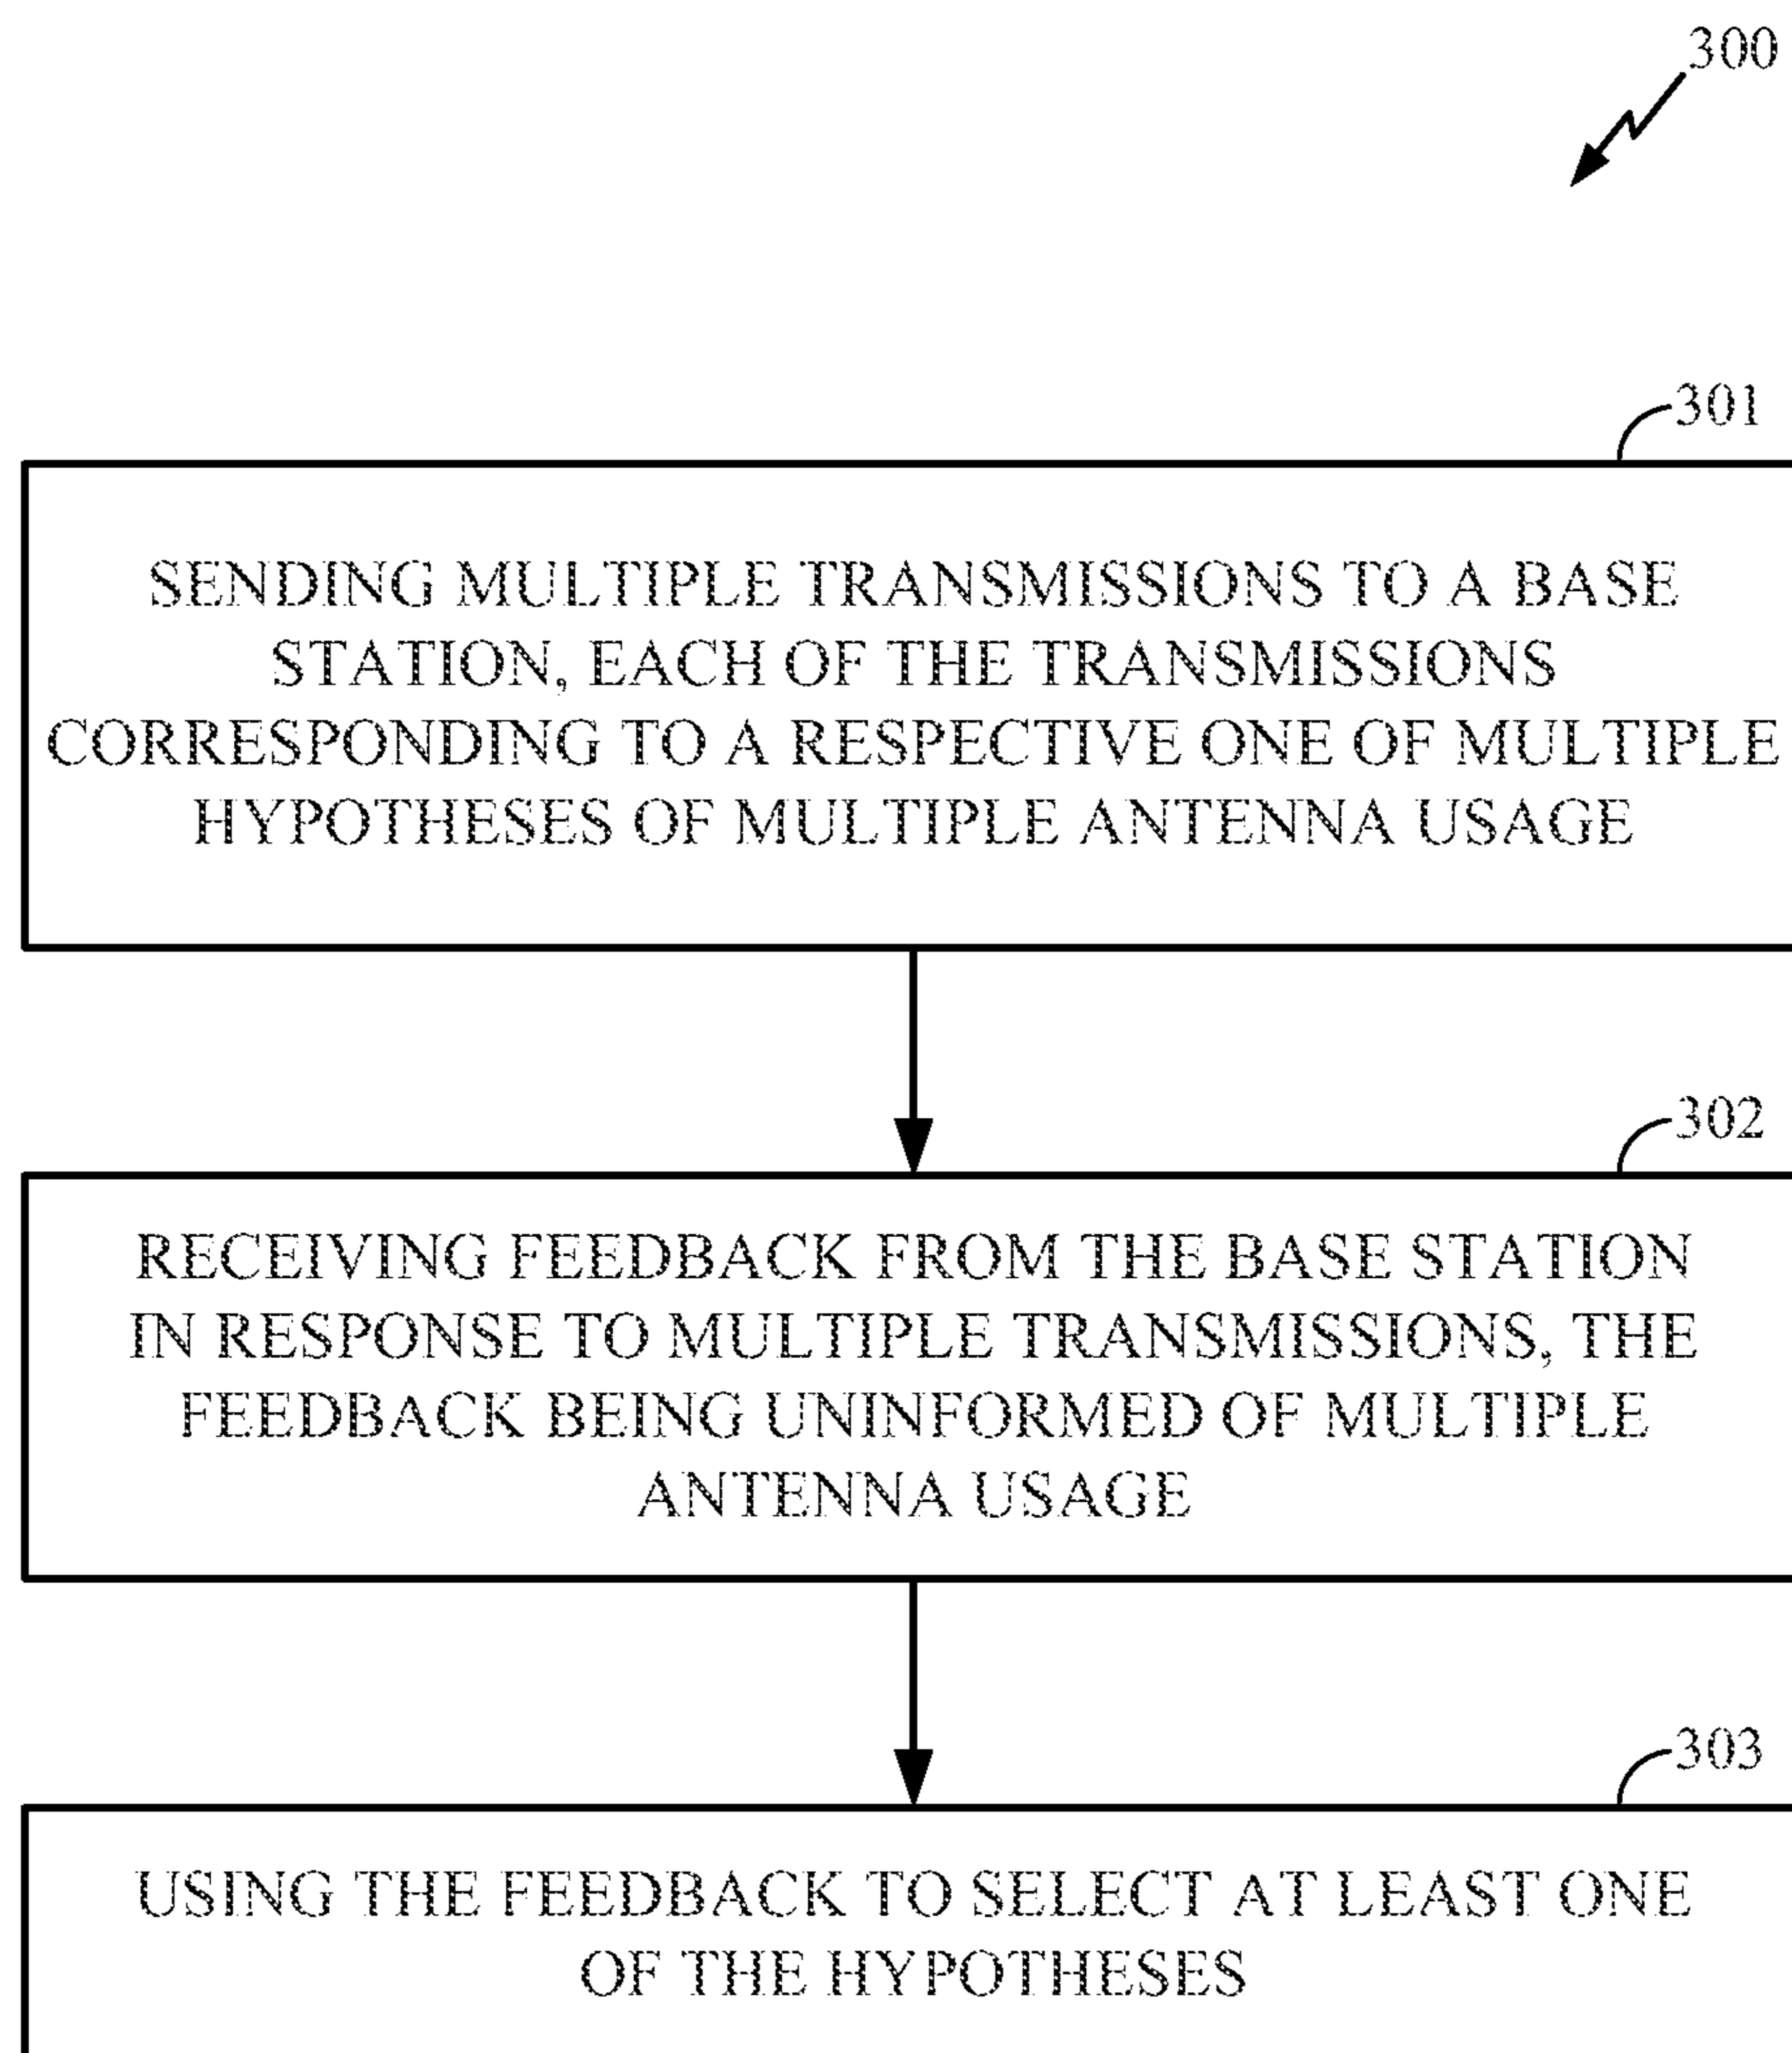 300
301
SENDING MULTIPLE TRANSMISSIONS TO A BASE
STATION, EACH OF THE TRANSMISSIONS
CORRESPONDING TO A RESPECTIVE ONE OF MULTIPLE
HYPOTHESES OF MULTIPLE ANTENNA USAGE
302
RECEIVING FEEDBACK FROM THE BASE STATION
IN RESPONSE TO MULTIPLE TRANSMISSIONS, THE
FEEDBACK BEING UNINFORMED OF MULTIPLE
ANTENNA USAGE
303
USING THE FEEDBACK TO SELECT AT LEAST ONE
OF THE HYPOTHESES